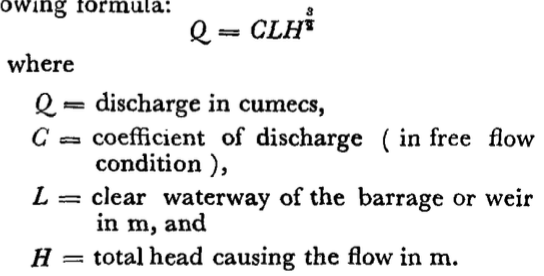 owing formula:
Q = CLH^{3/2}
where
Q = discharge in cumecs,
C = coefficient of discharge ( in free flow
condition ),
L = clear waterway of the barrage or weir
in m, and
H = total head causing the flow in m.